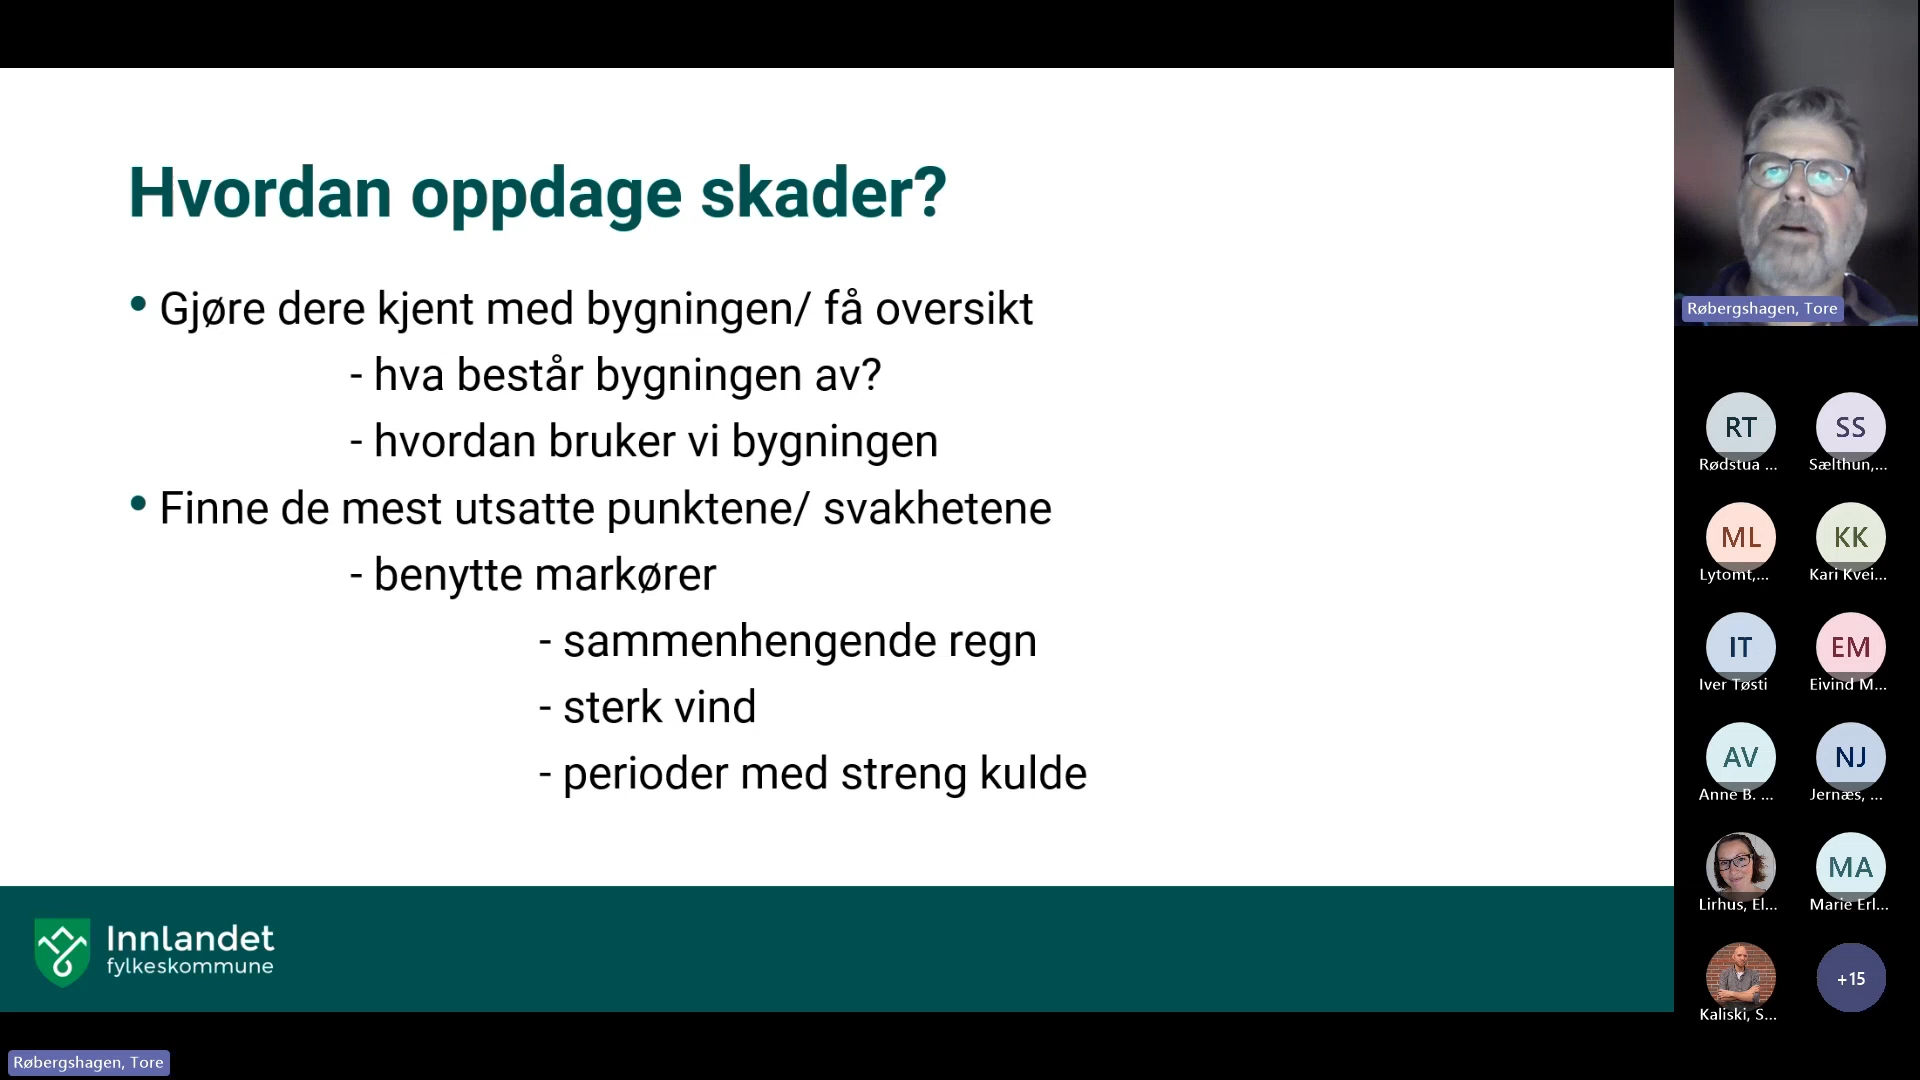 Hvordan oppdage skader?
• Gjøre dere kjent med bygningen/ få oversikt
- hva består bygningen av?
- hvordan bruker vi bygningen
• Finne de mest utsatte punktene/ svakhetene
- benytte markører
- sammenhengende regn
- sterk vind
- perioder med streng kulde
Innlandet
fylkeskommune
Røbergshagen, Tore
Røbergshagen, Tore
RT
Rødstua ...
SS
Sælthun,...
ML
Lytomt,...
KK
Kari Kvei...
IT
Iver Tøsti
EM
Eivind M...
AV
Anne B. ...
NJ
Jernæs, ...
Lirhus, El...
MA
Marie Erl...
Kaliski, S...
+15